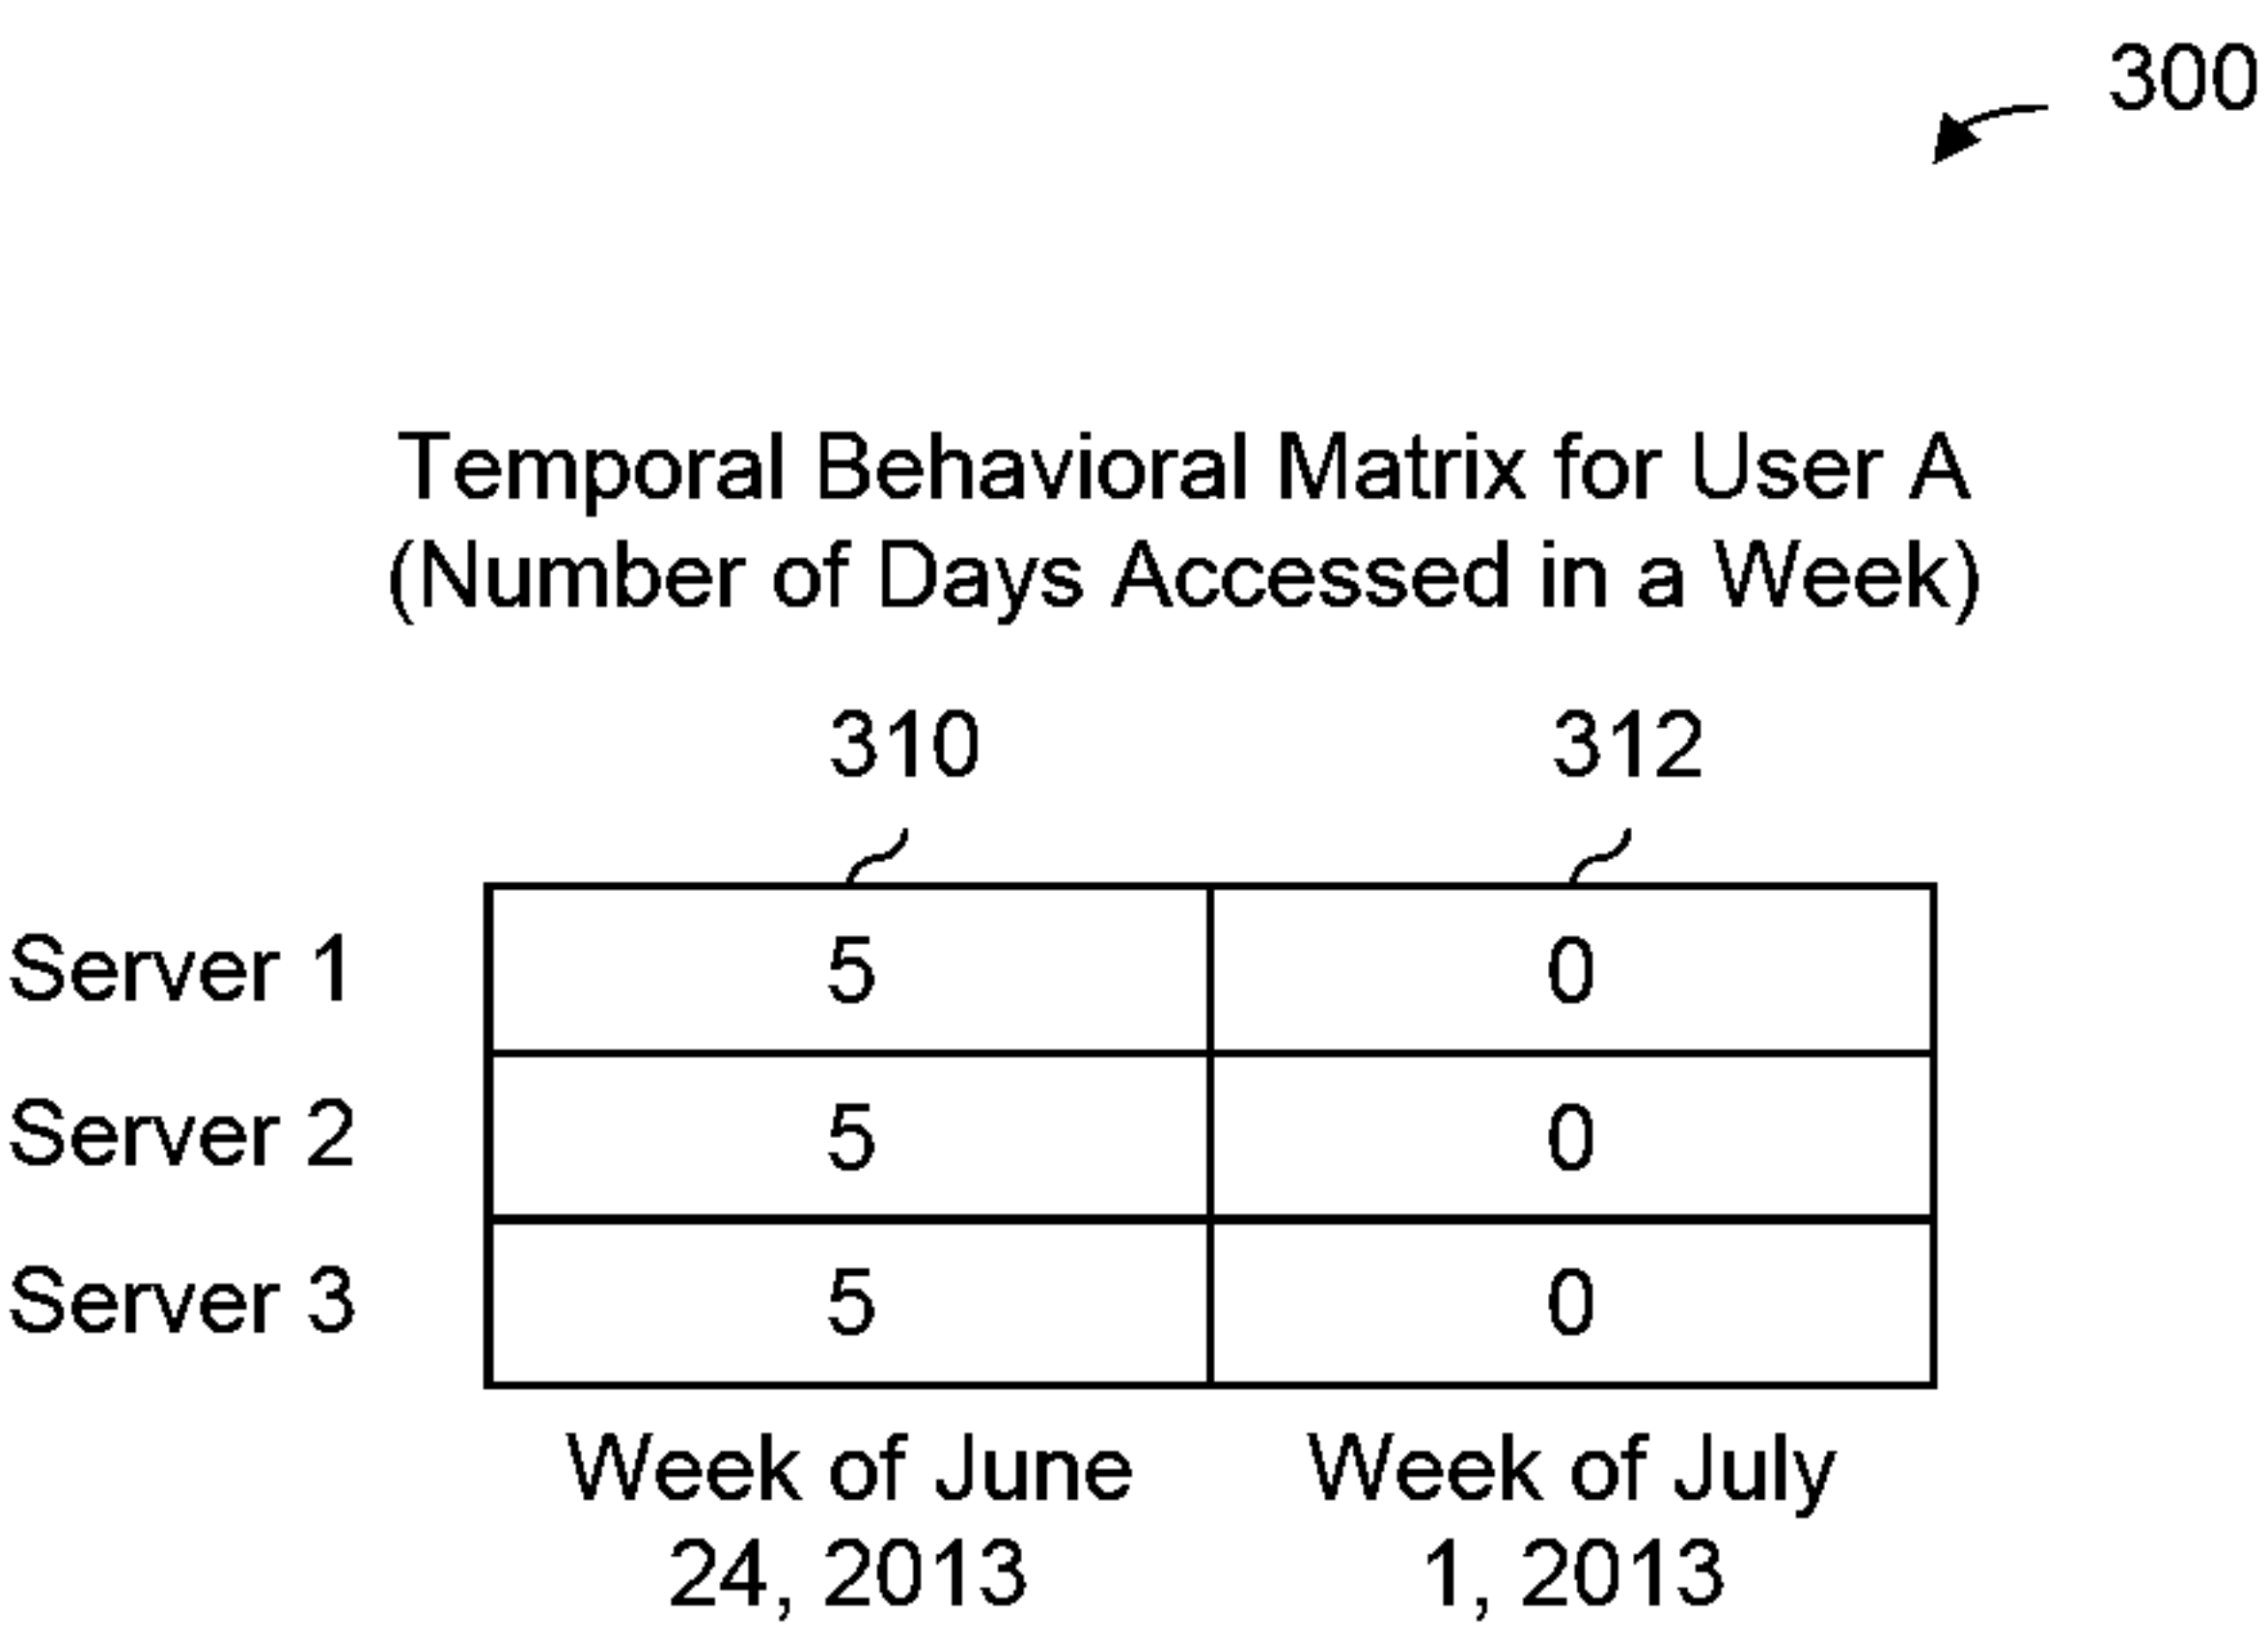 300
Temporal Behavioral Matrix for User A
(Number of Days Accessed in a Week)
310 312
Server 1 5 0
Server 2 5 0
Server 3 5 0
Week of June Week of July
24, 2013 1, 2013